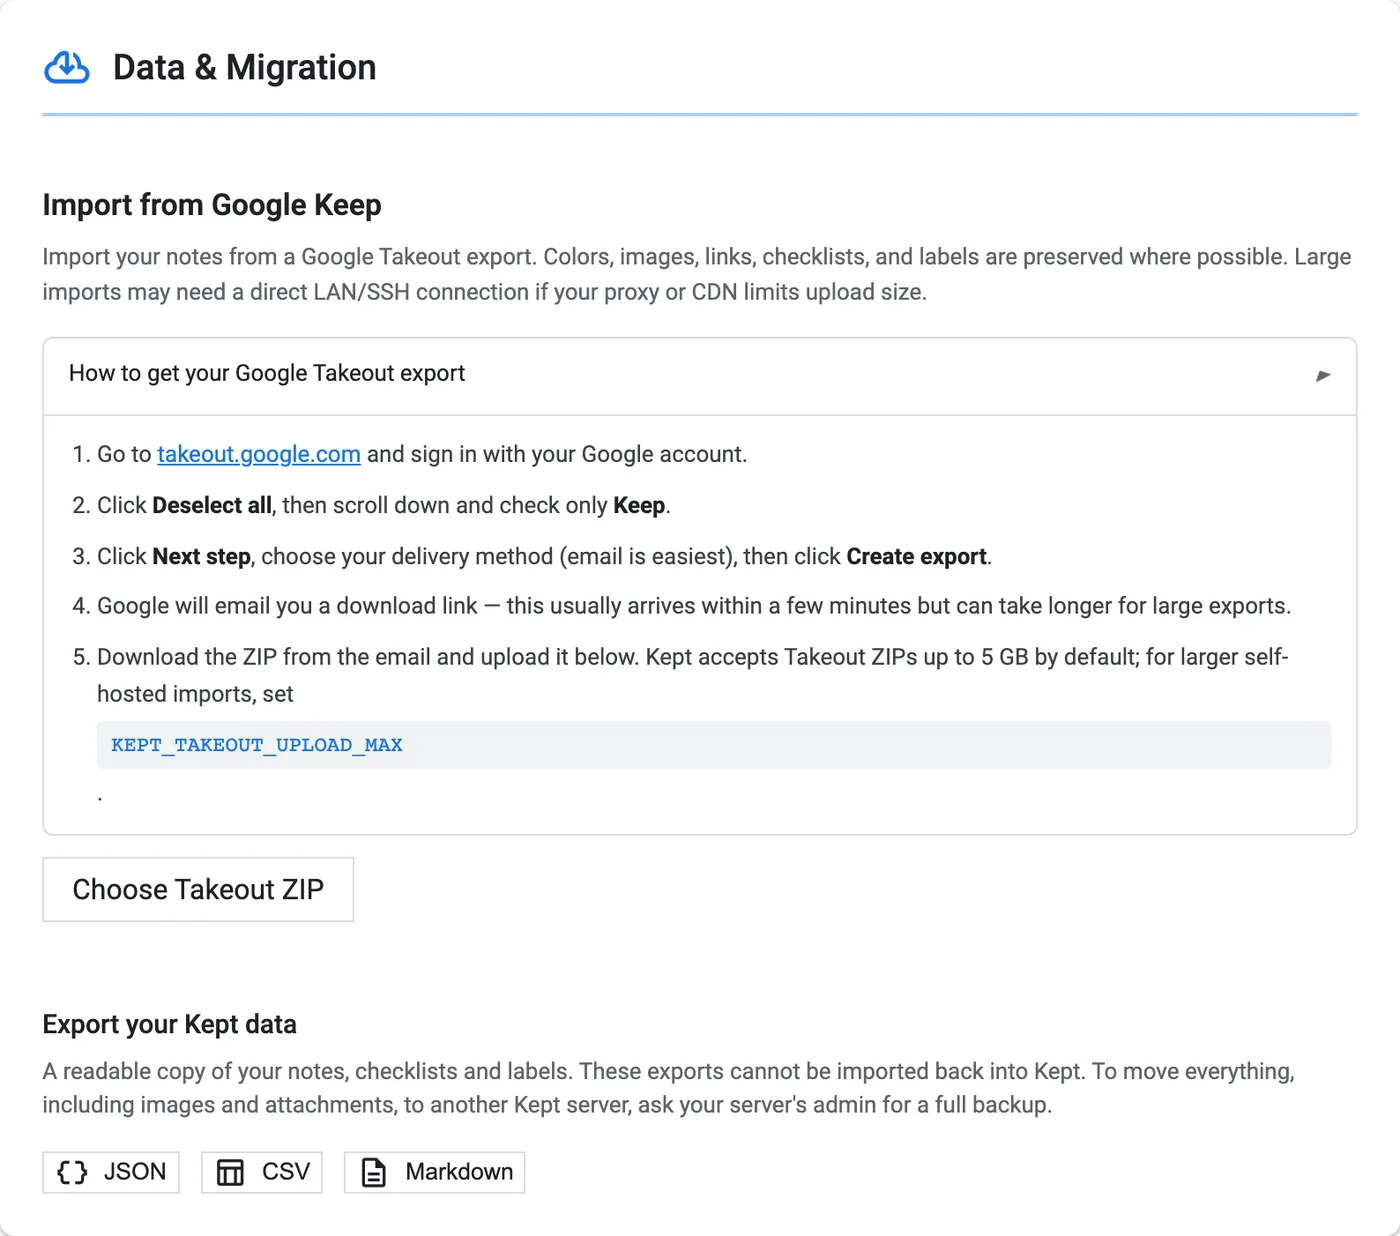 Data & Migration
Import from Google Keep
Import your notes from a Google Takeout export. Colors, images, links, checklists, and labels are preserved where possible. Large
imports may need a direct LAN/SSH connection if your proxy or CDN limits upload size.
How to get your Google Takeout export
1. Go to takeout.google.com and sign in with your Google account.
2. Click Deselect all, then scroll down and check only Keep.
3. Click Next step, choose your delivery method (email is easiest), then click Create export.
4. Google will email you a download link — this usually arrives within a few minutes but can take longer for large exports.
5. Download the ZIP from the email and upload it below. Kept accepts Takeout ZIPs up to 5 GB by default; for larger self-
hosted imports, set
KEPT_TAKEOUT_UPLOAD_MAX
.
Choose Takeout ZIP
Export your Kept data
A readable copy of your notes, checklists and labels. These exports cannot be imported back into Kept. To move everything,
including images and attachments, to another Kept server, ask your server's admin for a full backup.
JSON CSV Markdown